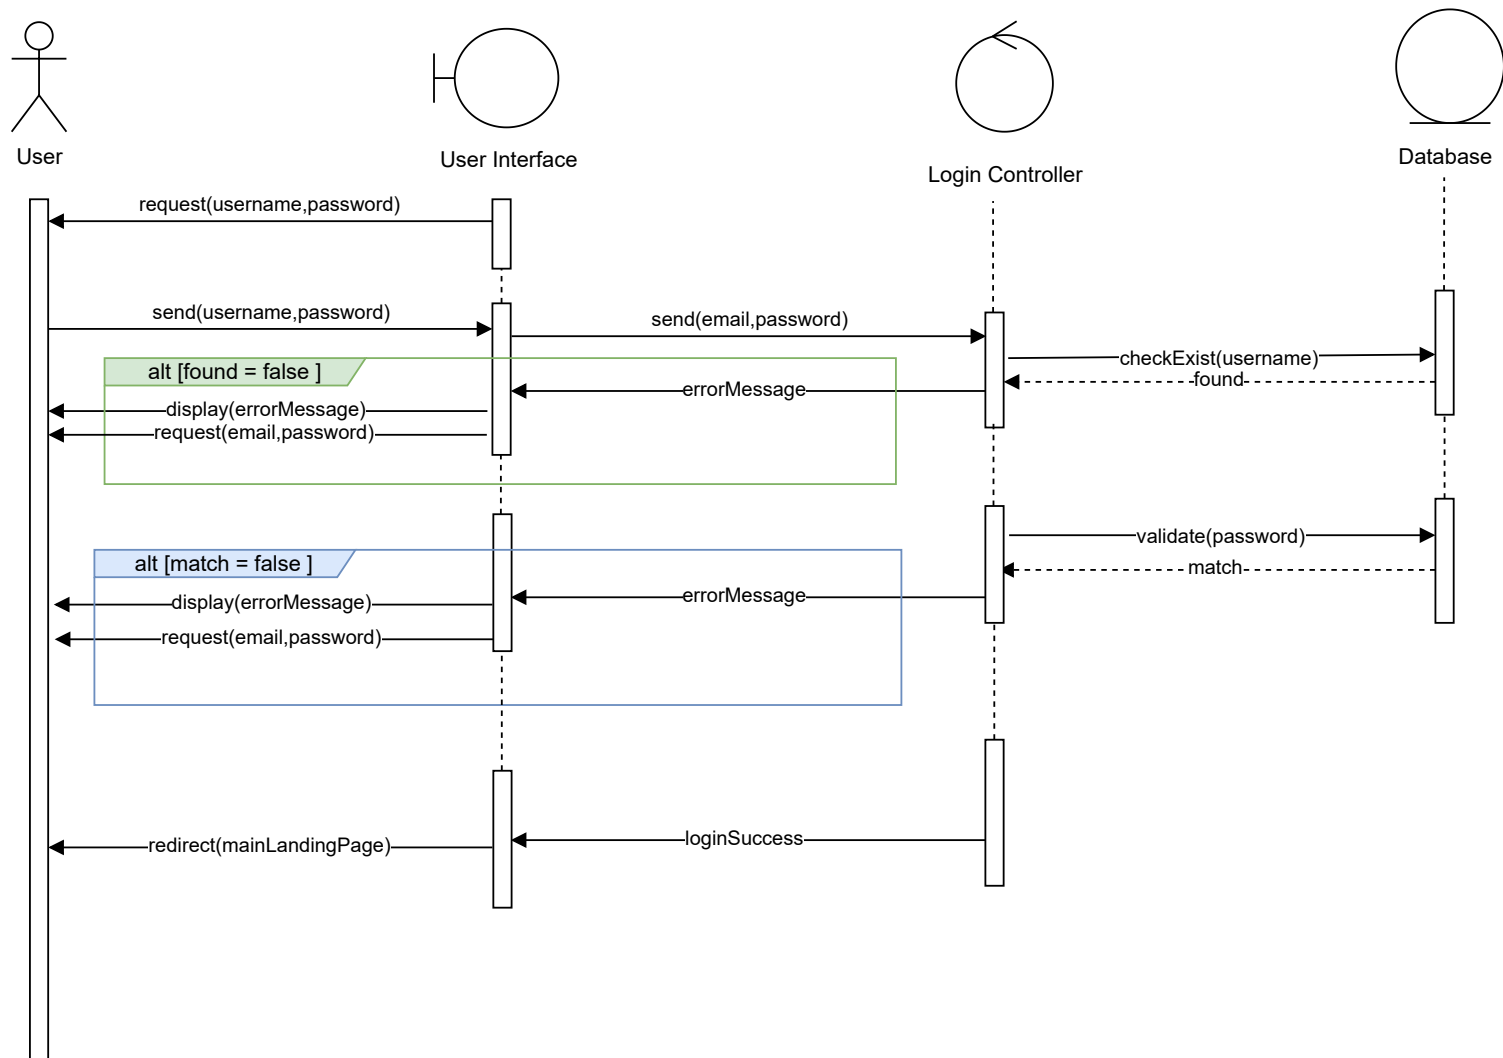 User
User Interface
Login Controller
Database
request(username,password)
send(username,password)
send(email,password)
checkExist(username)
found
alt [found = false ]
errorMessage
display(errorMessage)
request(email,password)
validate(password)
match
alt [match = false ]
errorMessage
display(errorMessage)
request(email,password)
loginSuccess
redirect(mainLandingPage)